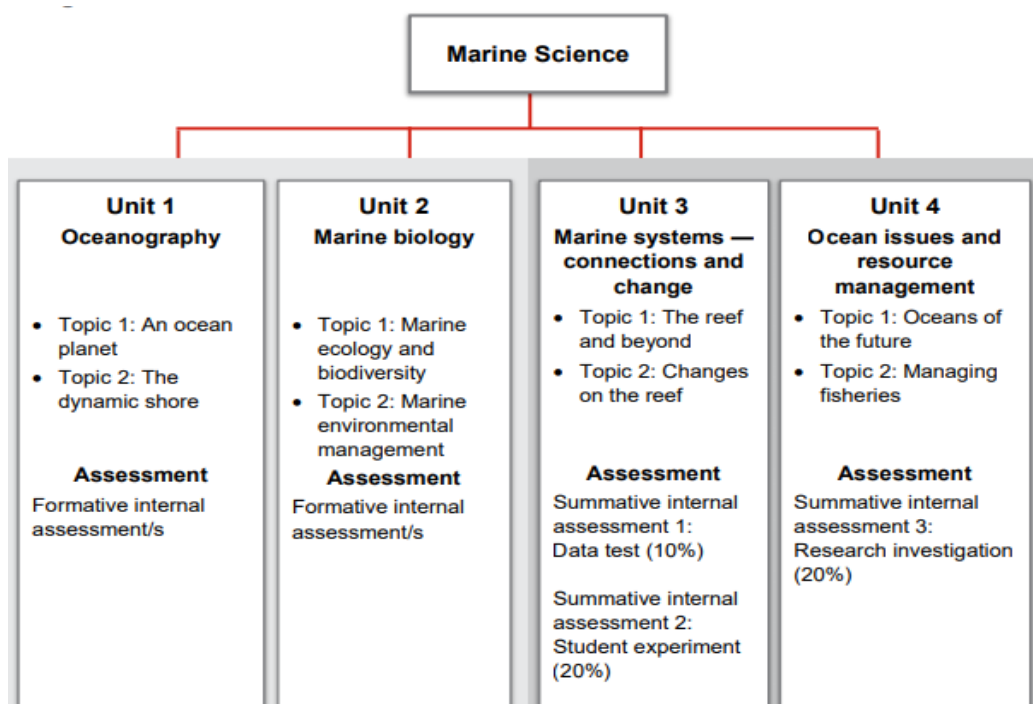 Marine Science
Unit 1
Oceanography
• Topic 1: An ocean
planet
• Topic 2: The
dynamic shore
Assessment
Formative internal
assessment/s
Unit 2
Marine biology
• Topic 1: Marine
ecology and
biodiversity
• Topic 2: Marine
environmental
management
Assessment
Formative internal
assessment/s
Unit 3
Marine systems —
connections and
change
• Topic 1: The reef
and beyond
• Topic 2: Changes
on the reef
Assessment
Summative internal
assessment 1:
Data test (10%)
Summative internal
assessment 2:
Student experiment
(20%)
Unit 4
Ocean issues and
resource
management
• Topic 1: Oceans of
the future
• Topic 2: Managing
fisheries
Assessment
Summative internal
assessment 3:
Research investigation
(20%)